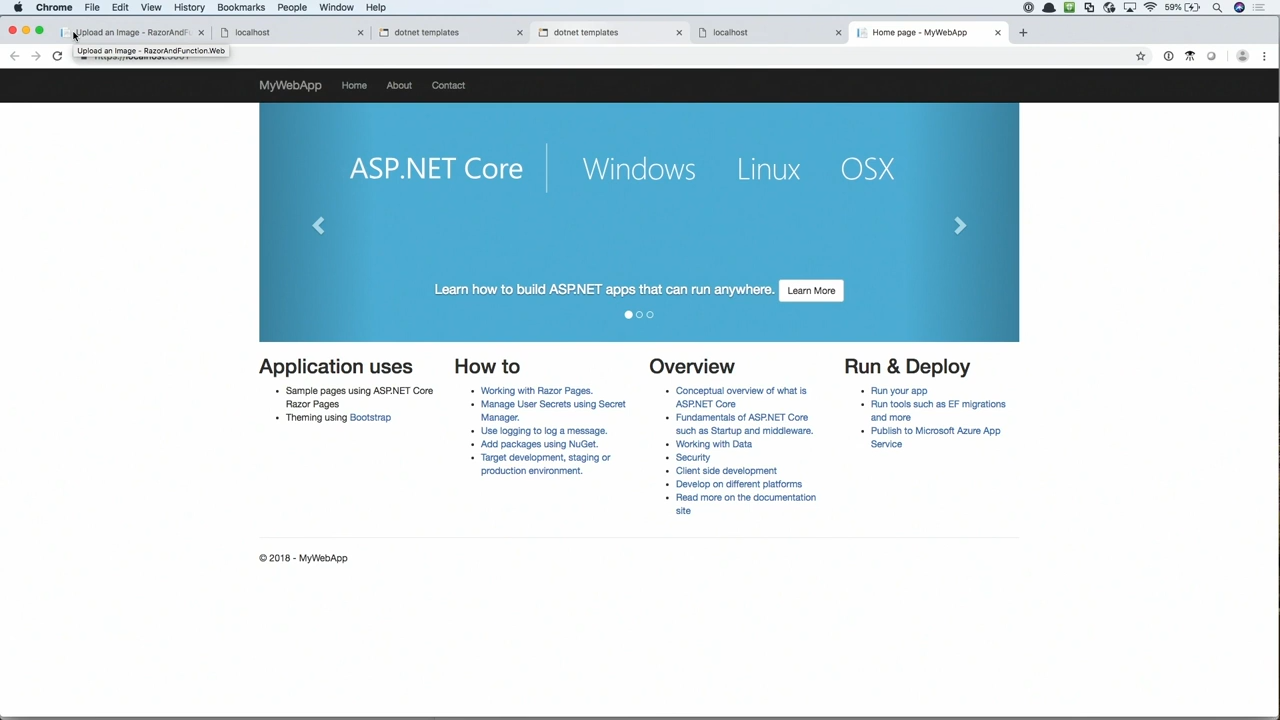 Chrome File Edit View History Bookmarks People Window Help 59%
Upload an Image - RazorAndFu localhost dotnet templates dotnet templates localhost Home page - MyWebApp
Upload an Image - RazorAndFunction.Web
MyWebApp Home About Contact
ASP.NET Core Windows Linux OSX
Learn how to build ASP.NET apps that can run anywhere. Learn More
Application uses
Sample pages using ASP.NET Core
Razor Pages
Theming using Bootstrap
How to
Working with Razor Pages.
Manage User Secrets using Secret
Manager.
Use logging to log a message.
Add packages using NuGet.
Target development, staging or
production environment.
Overview
Conceptual overview of what is
ASP.NET Core
Fundamentals of ASP.NET Core
such as Startup and middleware.
Working with Data
Security
Client side development
Develop on different platforms
Read more on the documentation
site
Run & Deploy
Run your app
Run tools such as EF migrations
and more
Publish to Microsoft Azure App
Service
© 2018 - MyWebApp